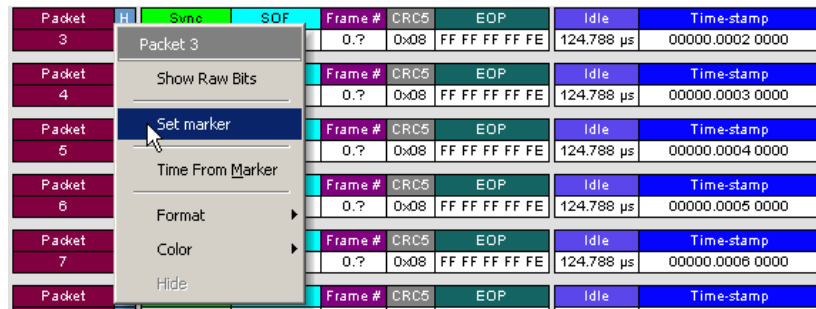 Packet H Sync SOF Frame # CRC5 EOP Idle Time-stamp
3 0.? 0x08 FF FF FF FF FE 124.788 µs 00000.0002 0000
Packet 3
Packet Frame # CRC5 EOP Idle Time-stamp
Show Raw Bits
4 0.? 0x08 FF FF FF FF FE 124.788 µs 00000.0003 0000
Set marker
Packet Frame # CRC5 EOP Idle Time-stamp
5 0.? 0x08 FF FF FF FF FE 124.788 µs 00000.0004 0000
Time From Marker
Packet Frame # CRC5 EOP Idle Time-stamp
6 0.? 0x08 FF FF FF FF FE 124.788 µs 00000.0005 0000
Format
Packet Frame # CRC5 EOP Idle Time-stamp
Color
7 0.? 0x08 FF FF FF FF FE 124.788 µs 00000.0006 0000
Hide
Packet Frame # CRC5 EOP Idle Time-stamp